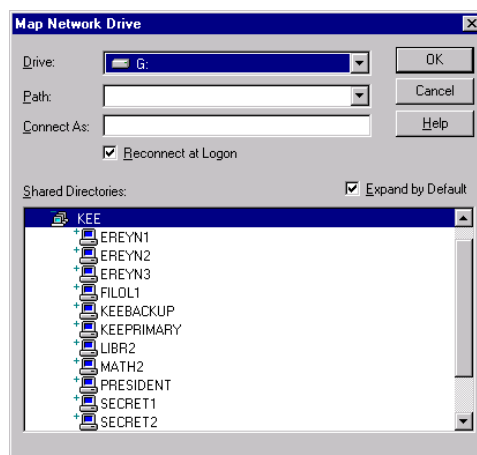 Map Network Drive
Drive: G: OK
Path: Cancel
Connect As: Help
Reconnect at Logon
Shared Directories: Expand by Default
KEE
EREYN1
EREYN2
EREYN3
FILOL1
KEEBACKUP
KEEPRIMARY
LIBR2
MATH2
PRESIDENT
SECRET1
SECRET2